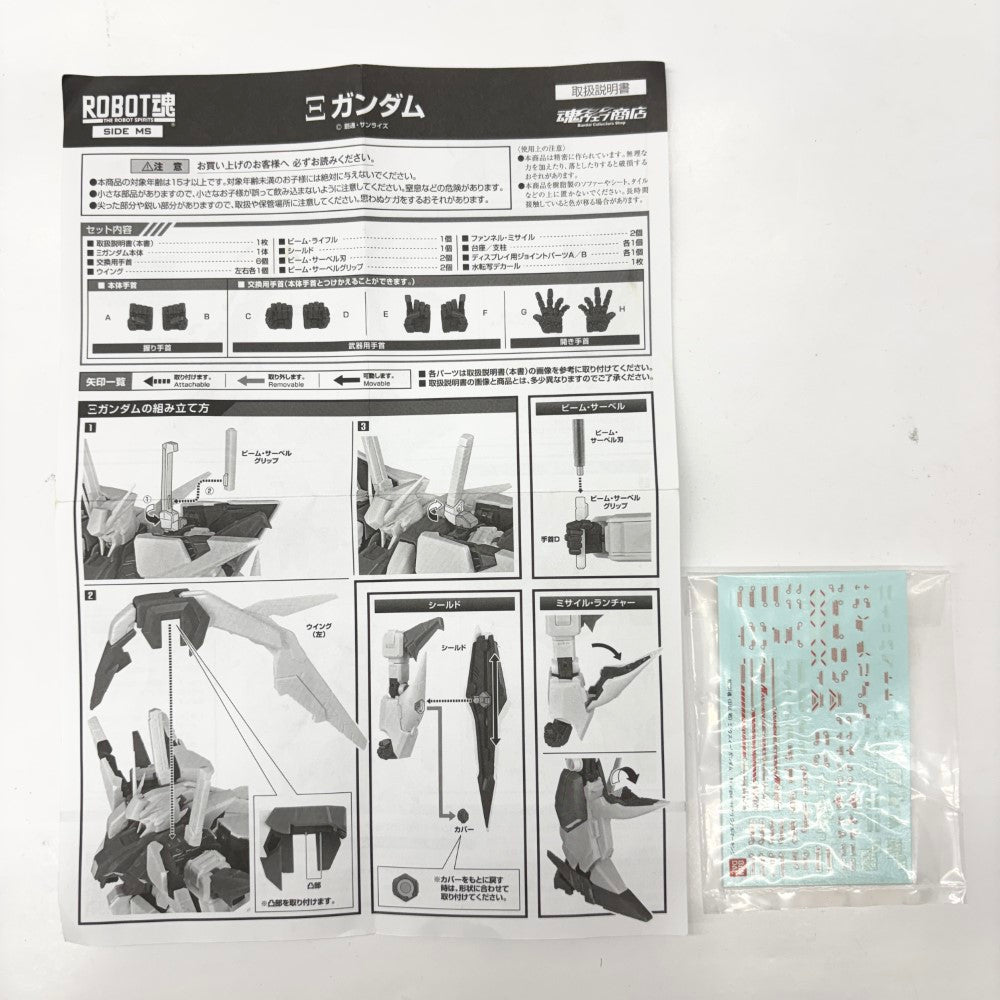 ROBOT魂
THE ROBOT SPIRITS
SIDE MS
Ξガンダム
© 創通・サンライズ
取扱説明書
魂ウェブ商店
Bandai Collectors Shop
⚠注 意 お買い上げのお客様へ 必ずお読みください。
●本商品の対象年齢は15才以上です。対象年齢未満のお子様には絶対に与えないでください。
●小さな部品がありますので、小さなお子様が誤って飲み込まないように注意してください。窒息などの危険があります。
●尖った部分や鋭い部分がありますので、取扱や保管場所に注意してください。思わぬケガをするおそれがあります。
〈使用上の注意〉
●本商品は精密に作られています。無理な
力を加えたり、落としたりすると破損する
おそれがあります。
●本商品を樹脂製のソファーやシート、タイル
などの上に置かないでください。長時間
接触していると色が移る場合があります。
セット内容
■ 取扱説明書(本書) 1枚
■ Ξガンダム本体 1体
■ 交換用手首 6個
■ ウイング 左右各1個
■ ビーム・ライフル 1個
■ シールド 1個
■ ビーム・サーベル刃 2個
■ ビーム・サーベルグリップ 2個
■ ファンネル・ミサイル 2個
■ 台座/支柱 各1個
■ ディスプレイ用ジョイントパーツA/B 各1個
■ 水転写デカール 1枚
■ 本体手首
■ 交換用手首(本体手首とつけかえることができます。)
A B C D E F G H
握り手首 武器用手首 開き手首
矢印一覧
取り付けます。
Attachable
取り外します。
Removable
可動します。
Movable
■ 各パーツは取扱説明書(本書)の画像を参考に取り付けてください。
■ 取扱説明書の画像と商品とは、多少異なりますのでご了承ください。
Ξガンダムの組み立て方
1
ビーム・サーベル
グリップ
①
②
3
ビーム・サーベル
ビーム・
サーベル刃
ビーム・サーベル
グリップ
手首D
2
ウイング
(左)
凸部
※凸部を取り付けます。
シールド
シールド
カバー
※カバーをもとに戻す
時は、形状に合わせて
取り付けてください。
ミサイル・ランチャー